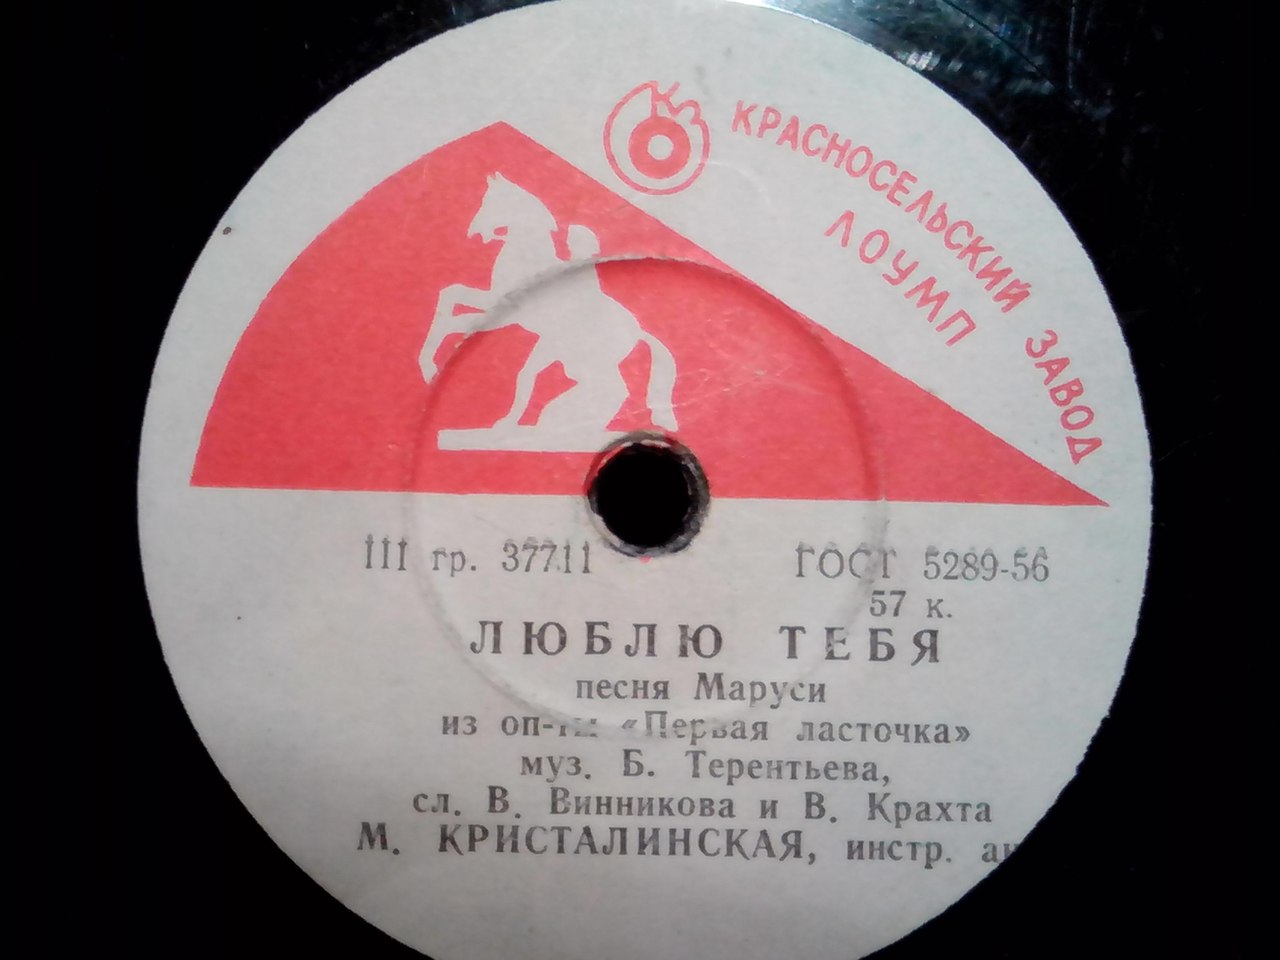 КРАСНОСЕЛЬСКИЙ ЗАВОД
ЛОУМП
III гр. 37711 ГОСТ 5289-56
57 к.
ЛЮБЛЮ ТЕБЯ
песня Маруси
из оп-ты «Первая ласточка»
муз. Б. Терентьева,
сл. В. Винникова и В. Крахта
М. КРИСТАЛИНСКАЯ, инстр.